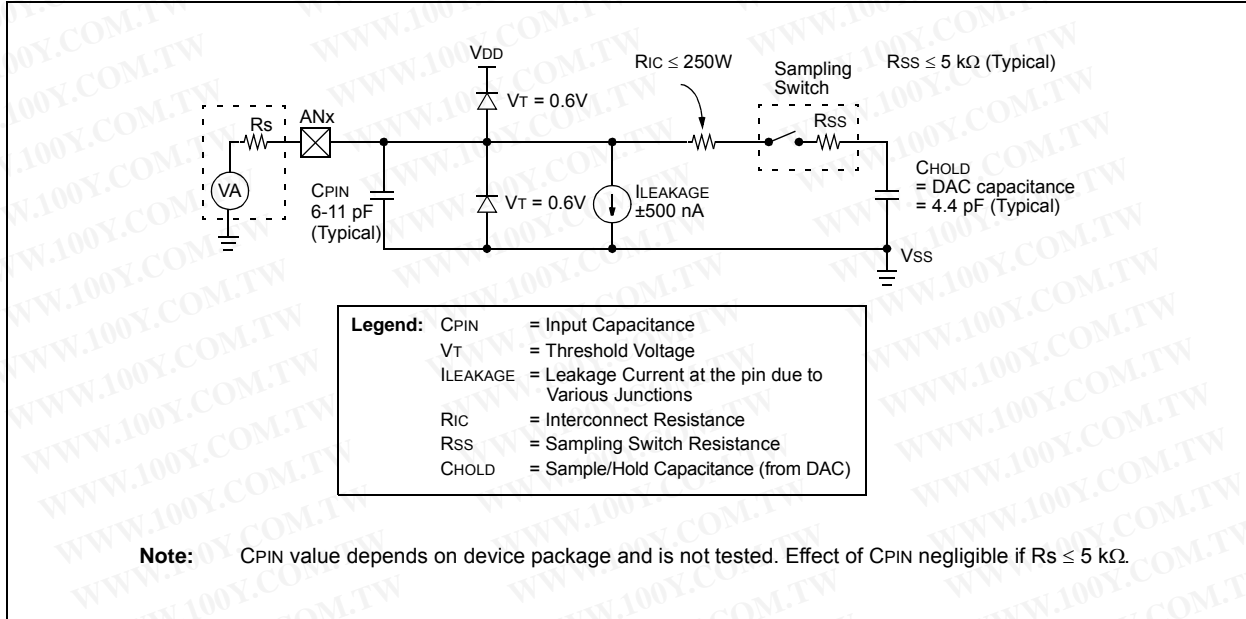 VDD
RIC ≤ 250W
Sampling
Switch
RSS ≤ 5 kΩ (Typical)
VT = 0.6V
Rs
ANx
RSS
VA
CPIN
6-11 pF
(Typical)
VT = 0.6V
ILEAKAGE
±500 nA
CHOLD
= DAC capacitance
= 4.4 pF (Typical)
VSS
Legend: CPIN = Input Capacitance
VT = Threshold Voltage
ILEAKAGE = Leakage Current at the pin due to
Various Junctions
RIC = Interconnect Resistance
RSS = Sampling Switch Resistance
CHOLD = Sample/Hold Capacitance (from DAC)
Note: CPIN value depends on device package and is not tested. Effect of CPIN negligible if Rs ≤ 5 kΩ.
WWW.100Y.COM.TW